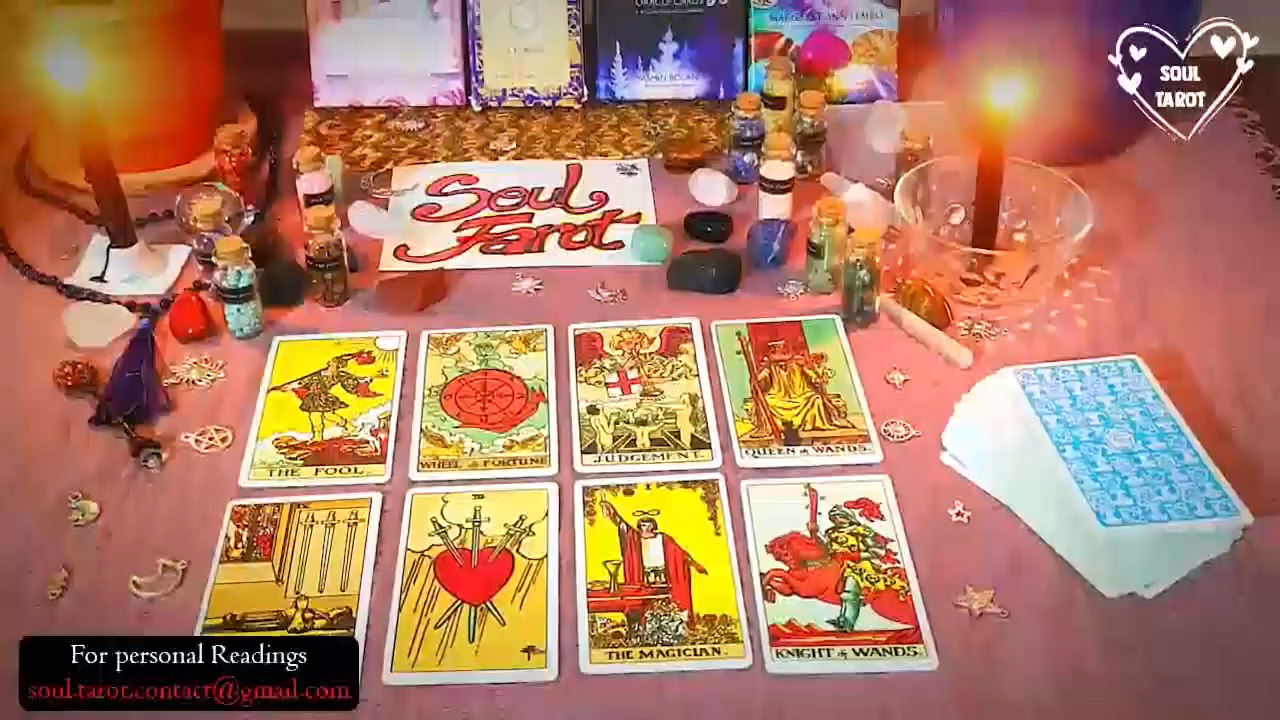 SOUL
TAROT
Soul
Tarot
THE FOOL.
WHEEL of FORTUNE
JUDGEMENT.
QUEEN of WANDS.
III
THE MAGICIAN.
KNIGHT of WANDS.
For personal Readings
soul.tarot.contact@gmail.com